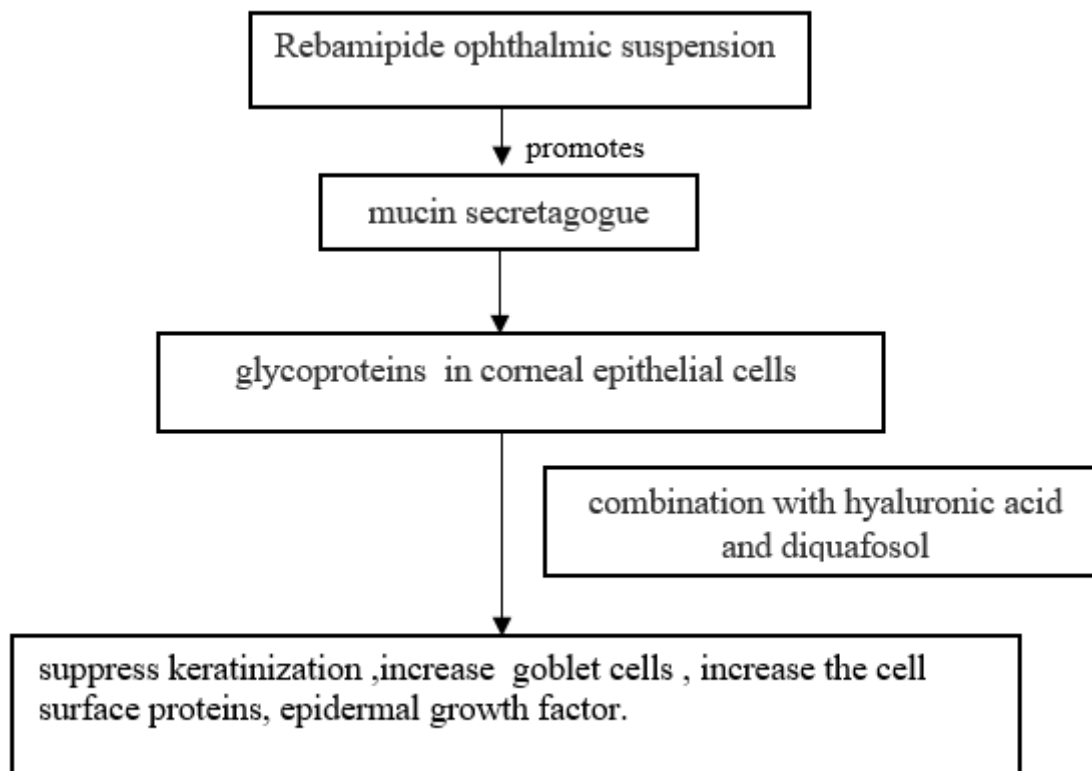 Rebamipide ophthalmic suspension
promotes
mucin secretagogue
glycoproteins in corneal epithelial cells
combination with hyaluronic acid
and diquafosol
suppress keratinization ,increase goblet cells , increase the cell
surface proteins, epidermal growth factor.